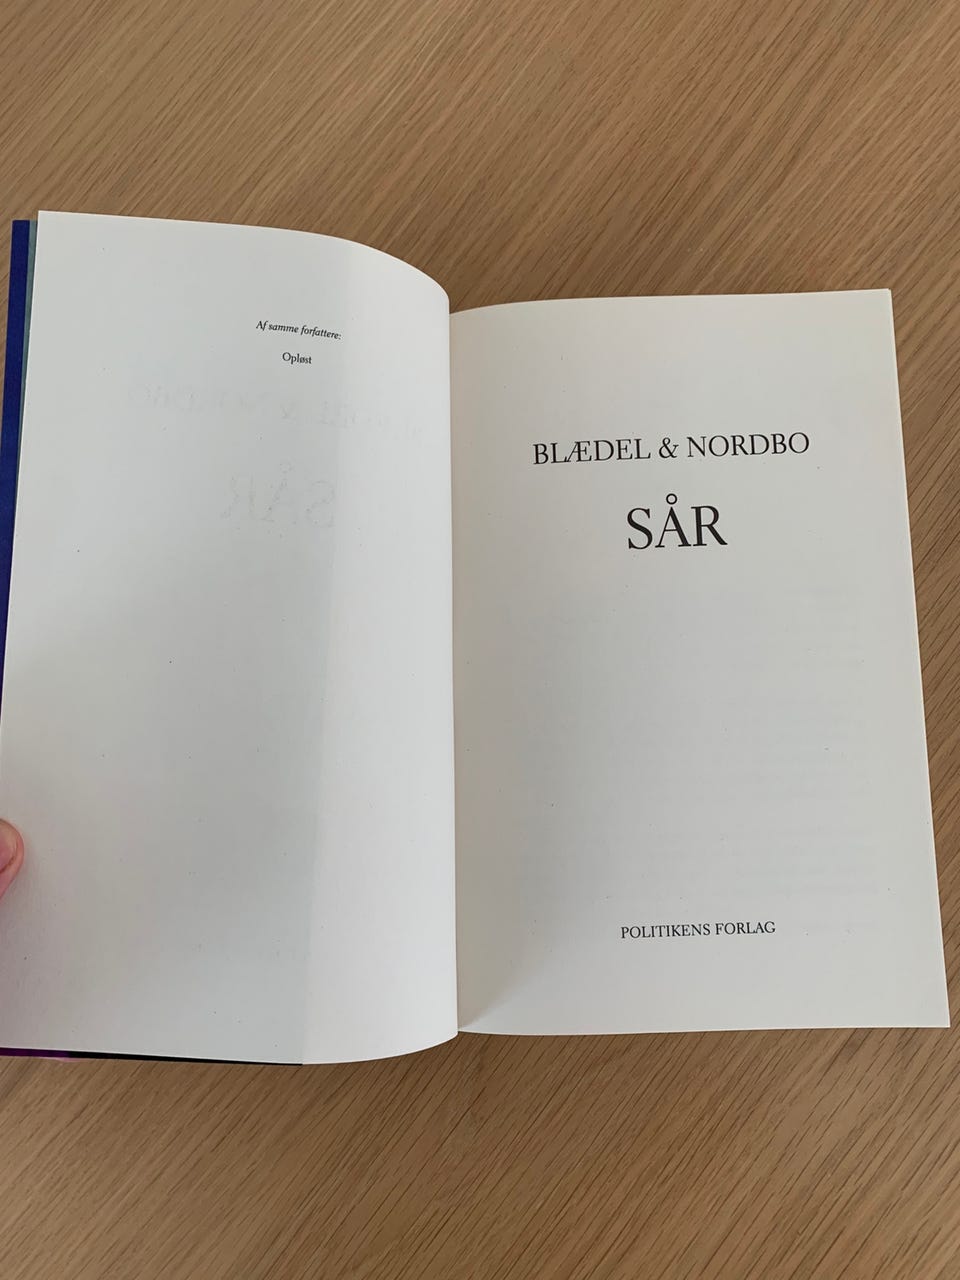 Af samme forfattere:
Opløst
BLÆDEL & NORDBO
SÅR
POLITIKENS FORLAG